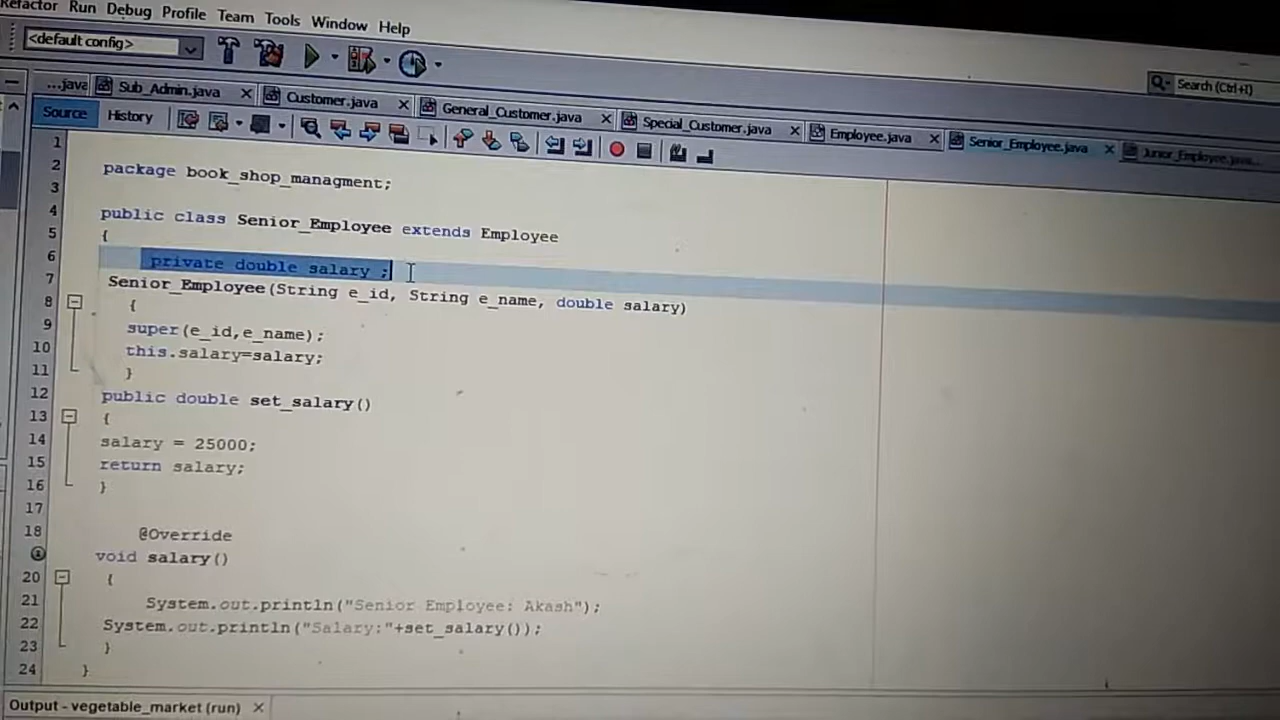 Refactor Run Debug Profile Team Tools Window Help
<default config>
Search (Ctrl+I)
...java Sub_Admin.java Customer.java General_Customer.java Special_Customer.java Employee.java Senior_Employee.java Junior_Employee.java
Source History
1
2 package book_shop_managment;
3
4 public class Senior_Employee extends Employee
5 {
6 private double salary ;
7 Senior_Employee(String e_id, String e_name, double salary)
8 {
9 super(e_id,e_name);
10 this.salary=salary;
11 }
12 public double set_salary()
13 {
14 salary = 25000;
15 return salary;
16 }
17
18 @Override
void salary()
20 {
21 System.out.println("Senior Employee: Akash");
22 System.out.println("Salary:"+set_salary());
23 }
24 }
Output - vegetable_market (run)